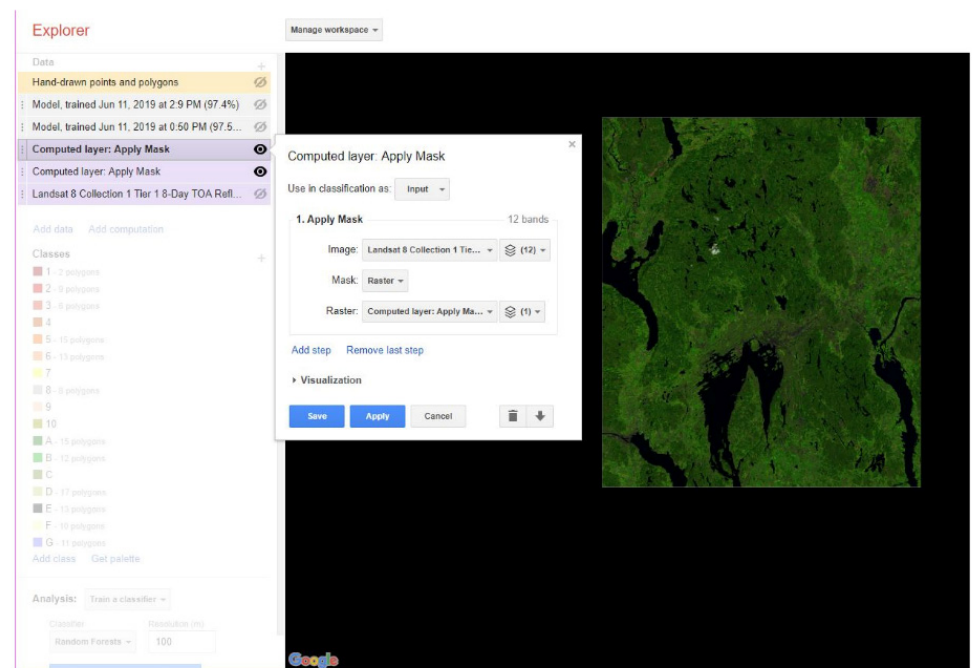 Explorer
Manage workspace
Data
Hand-drawn points and polygons
Model, trained Jun 11, 2019 at 2:9 PM (97.4%)
Model, trained Jun 11, 2019 at 0:50 PM (97.5...
Computed layer: Apply Mask
Computed layer: Apply Mask
Landsat 8 Collection 1 Tier 1 8-Day TOA Refl...
Add data Add computation
Classes
1 - 2 polygons
2 - 9 polygons
3 - 6 polygons
4
5 - 15 polygons
6 - 13 polygons
7
8 - polygons
9
10
A - 15 polygons
B - 12 polygons
C
D - 17 polygons
E - 13 polygons
F - 10 polygons
G - 11 polygons
Add class Get palette
Analysis: Train a classifier
Classifier Resolution (m)
Random Forests 100
Computed layer: Apply Mask
Use in classification as: Input
1. Apply Mask 12 bands
Image: Landsat 8 Collection 1 Tie... (12)
Mask: Raster
Raster: Computed layer: Apply Ma... (1)
Add step Remove last step
Visualization
Save Apply Cancel
Google